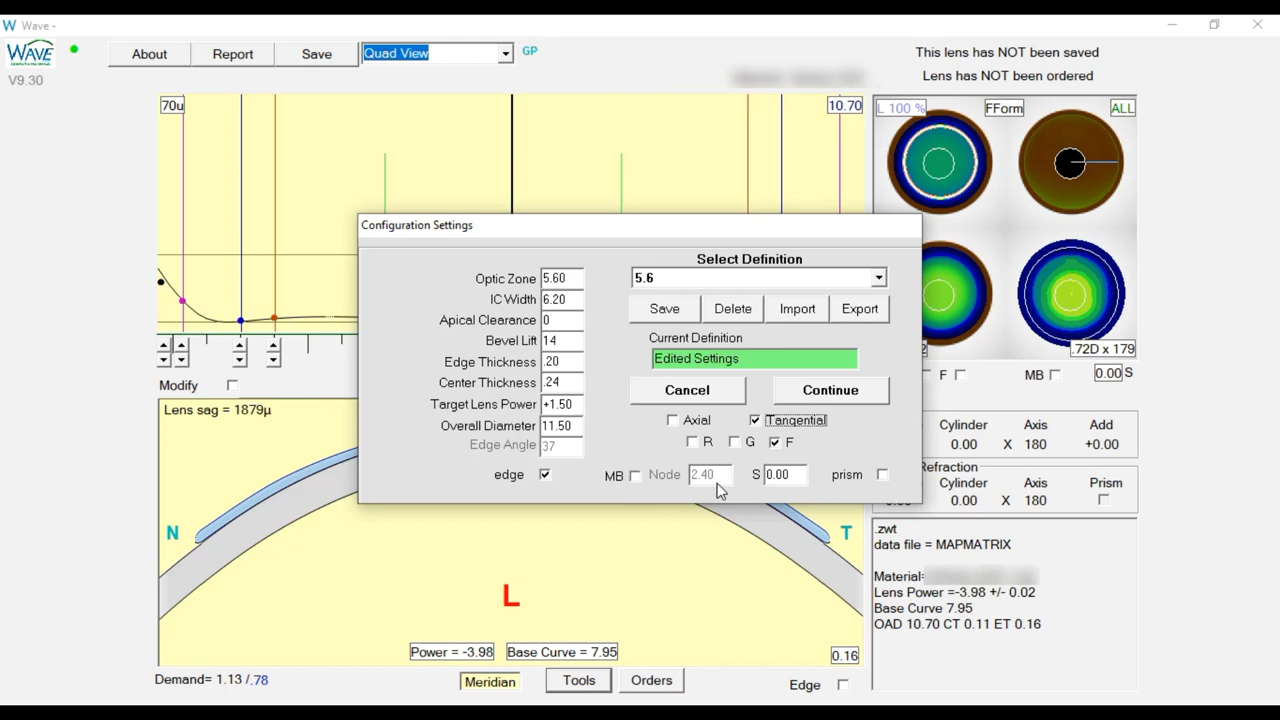 Wave -
WAVE
About
Report
Save
Quad View
GP
V9.30
This lens has NOT been saved
Lens has NOT been ordered
70u
10.70
L 100 %
FForm
ALL
Configuration Settings
Select Definition
Optic Zone 5.60
5.6
IC Width 6.20
Save Delete Import Export
Apical Clearance 0
Bevel Lift 14
Current Definition
Edge Thickness .20
Edited Settings
Center Thickness .24
Cancel Continue
Target Lens Power +1.50
Overall Diameter 11.50
Axial Tangential
Edge Angle 37
R G F
edge
MB Node 2.40 S 0.00 prism
.72D x 179
Modify
F MB 0.00 S
Lens sag = 1879µ
Cylinder Axis Add
0.00 X 180 +0.00
Refraction
Cylinder Axis Prism
0.00 X 180
N
T
L
.zwt
data file = MAPMATRIX
Material=
Lens Power =-3.98 +/- 0.02
Base Curve 7.95
OAD 10.70 CT 0.11 ET 0.16
Power = -3.98
Base Curve = 7.95
0.16
Demand= 1.13 /.78
Meridian
Tools
Orders
Edge